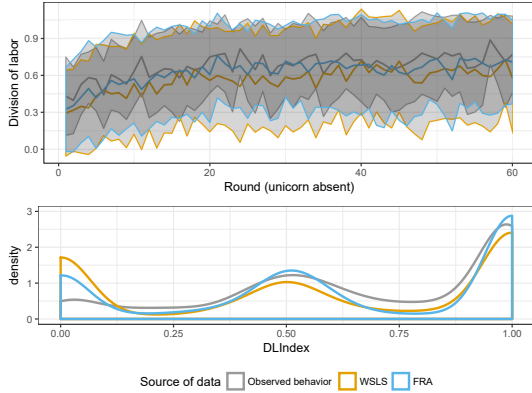 Division of labor
0.9
0.6
0.3
0.0
0
20
40
60
Round (unicorn absent)
density
3
2
1
0
0.00
0.25
0.50
0.75
1.00
DLIndex
Source of data
Observed behavior
WSLS
FRA